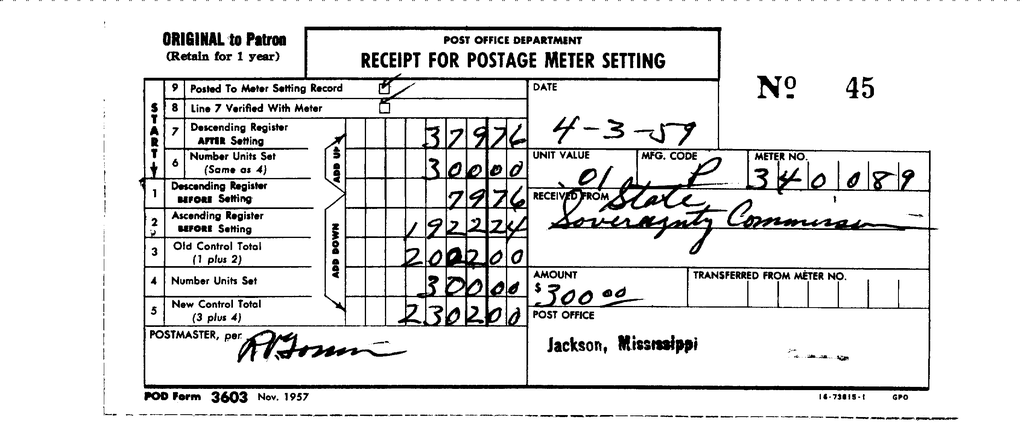 ORIGINAL to Patron
(Retain for 1 year)
POST OFFICE DEPARTMENT
RECEIPT FOR POSTAGE METER SETTING
Nº 45
START
9 Posted To Meter Setting Record
8 Line 7 Verified With Meter
7 Descending Register AFTER Setting 37976
6 Number Units Set (Same as 4) 30000
ADD UP
1 Descending Register BEFORE Setting 7976
2 Ascending Register BEFORE Setting 192224
3 Old Control Total (1 plus 2) 200200
4 Number Units Set 30000
5 New Control Total (3 plus 4) 230200
ADD DOWN
POSTMASTER, per
DATE
4-3-59
UNIT VALUE .01
MFG. CODE P
METER NO. 340089
RECEIVED FROM State
Soveragnty Commission
AMOUNT
$300.00
TRANSFERRED FROM METER NO.
POST OFFICE
Jackson, Mississippi
POD Form 3603 Nov. 1957
16-73815-1 GPO